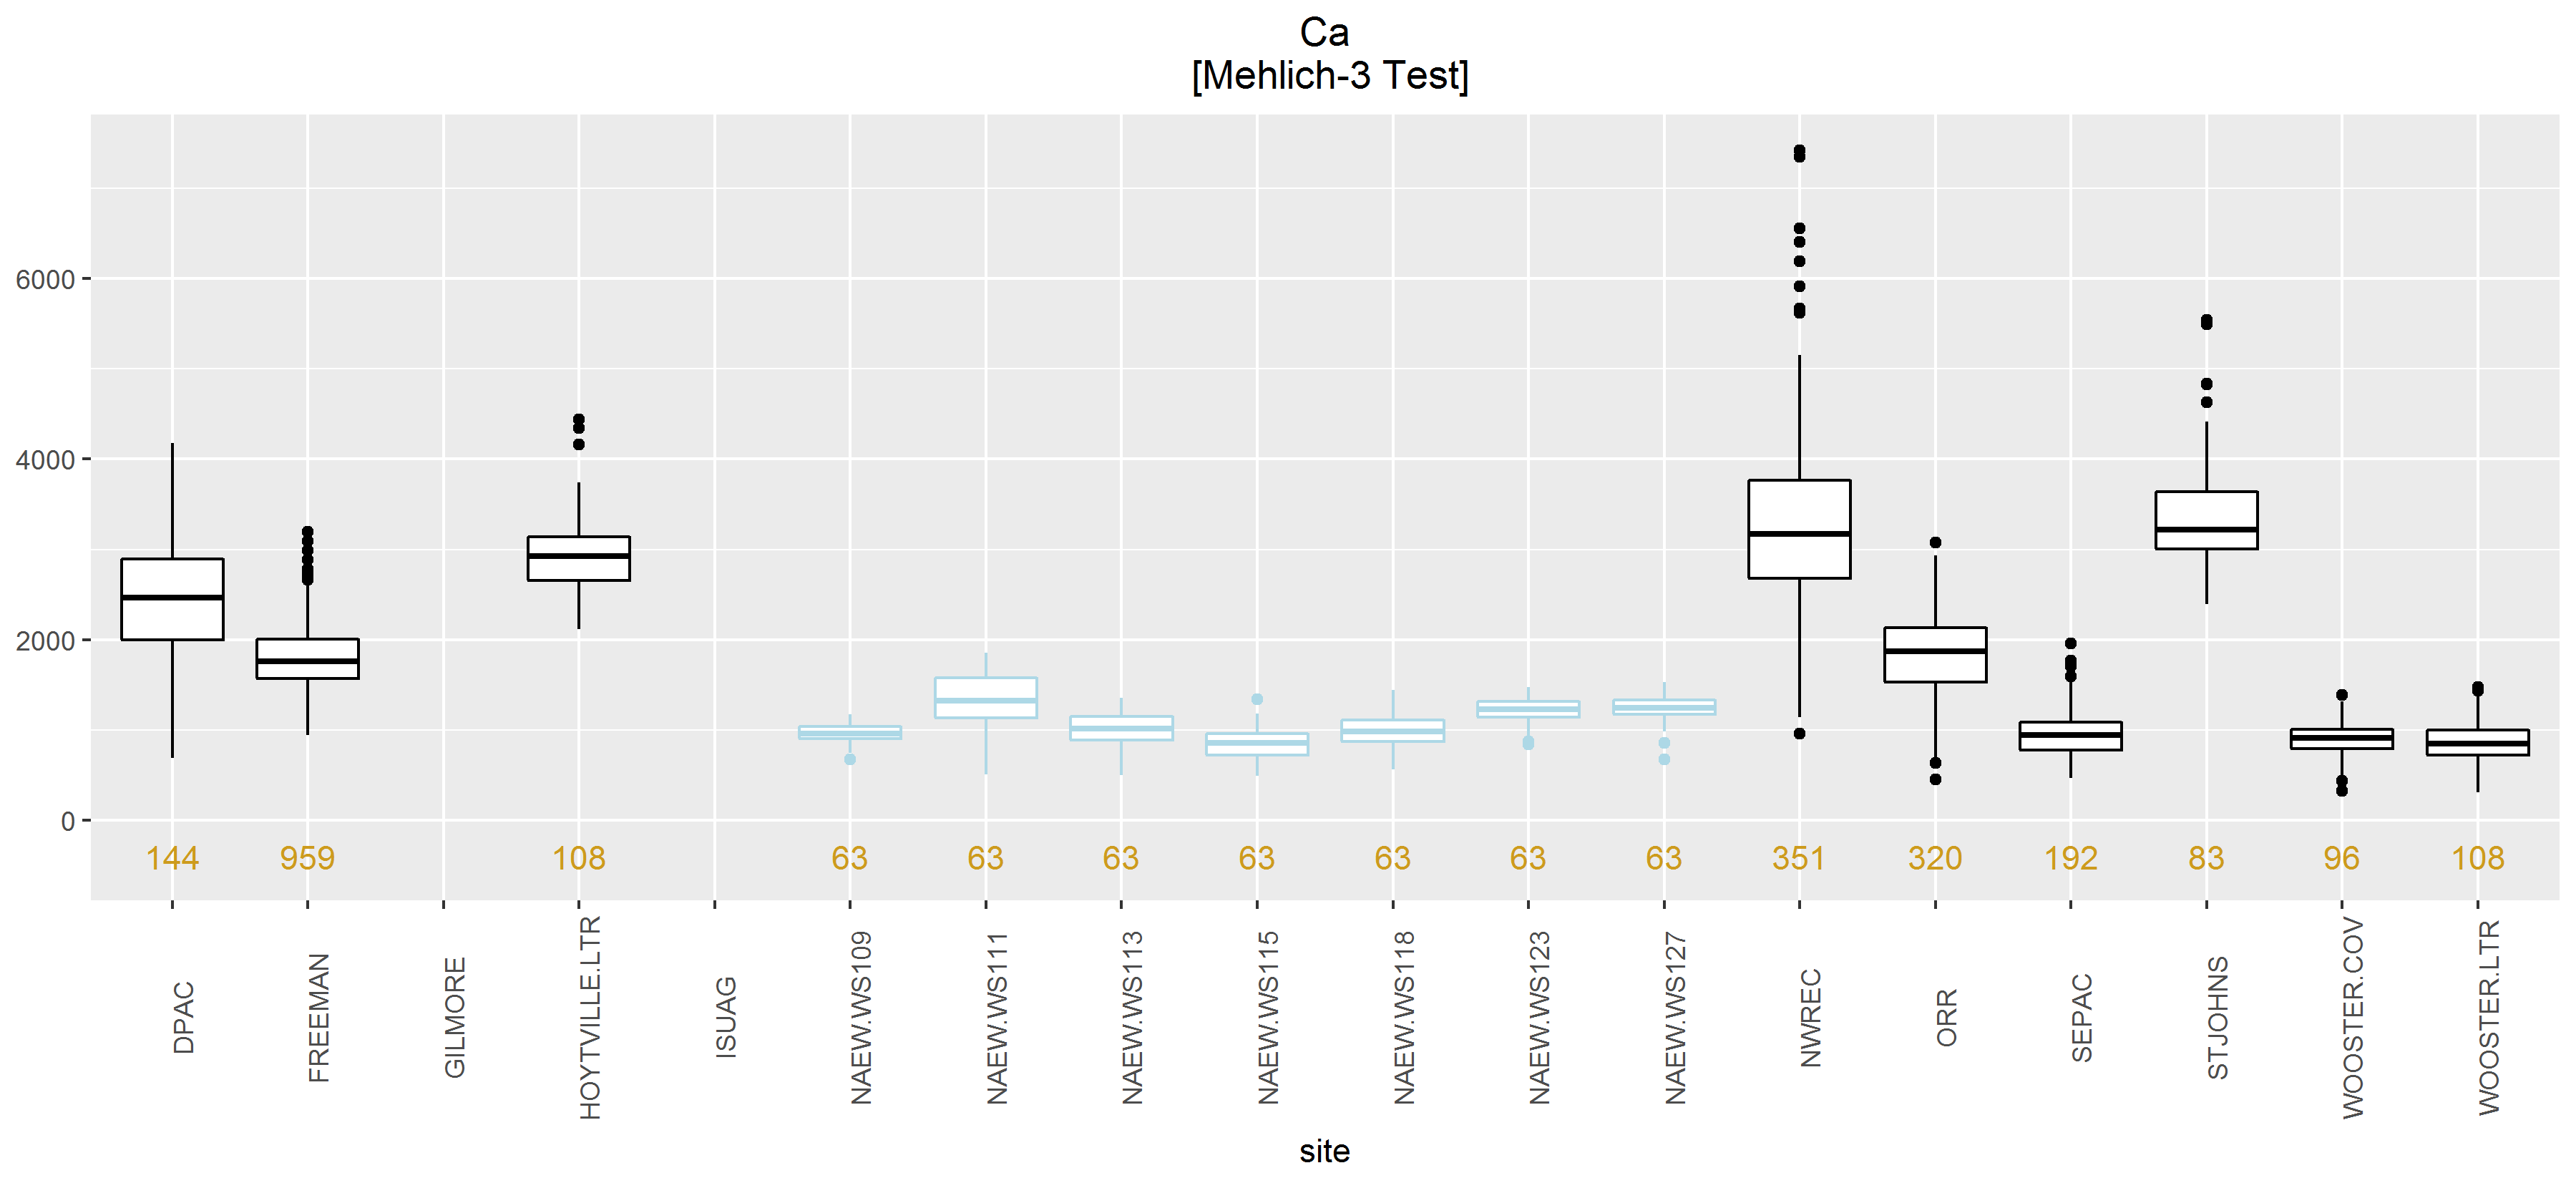 Ca
[Mehlich-3 Test]
6000
4000
2000
0
144 959 108 63 63 63 63 63 63 63 351 320 192 83 96 108
DPAC
FREEMAN
GILMORE
HOYTVILLE.LTR
ISUAG
NAEW.WS109
NAEW.WS111
NAEW.WS113
NAEW.WS115
NAEW.WS118
NAEW.WS123
NAEW.WS127
NWREC
ORR
SEPAC
STJOHNS
WOOSTER.COV
WOOSTER.LTR
site